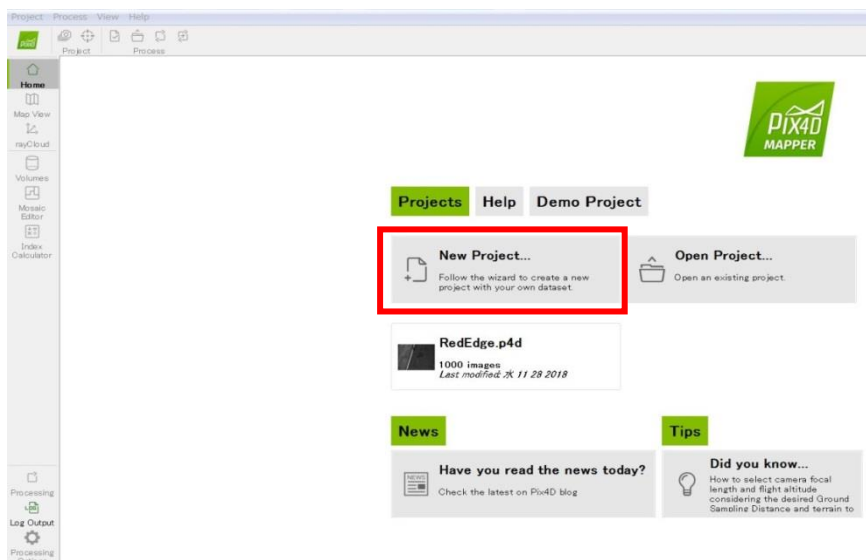 Project Process View Help
Project Process
Home
Map View
rayCloud
Volumes
Mosaic
Editor
Index
Calculator
PIX4D
MAPPER
Projects Help Demo Project
New Project...
Follow the wizard to create a new
project with your own dataset.
Open Project...
Open an existing project.
RedEdge.p4d
1000 images
Last modified: 水 11 28 2018
News
Tips
NEWS
Have you read the news today?
Check the latest on Pix4D blog
Did you know...
How to select camera focal
length and flight altitude
considering the desired Ground
Sampling Distance and terrain to
Processing
Log Output
Processing